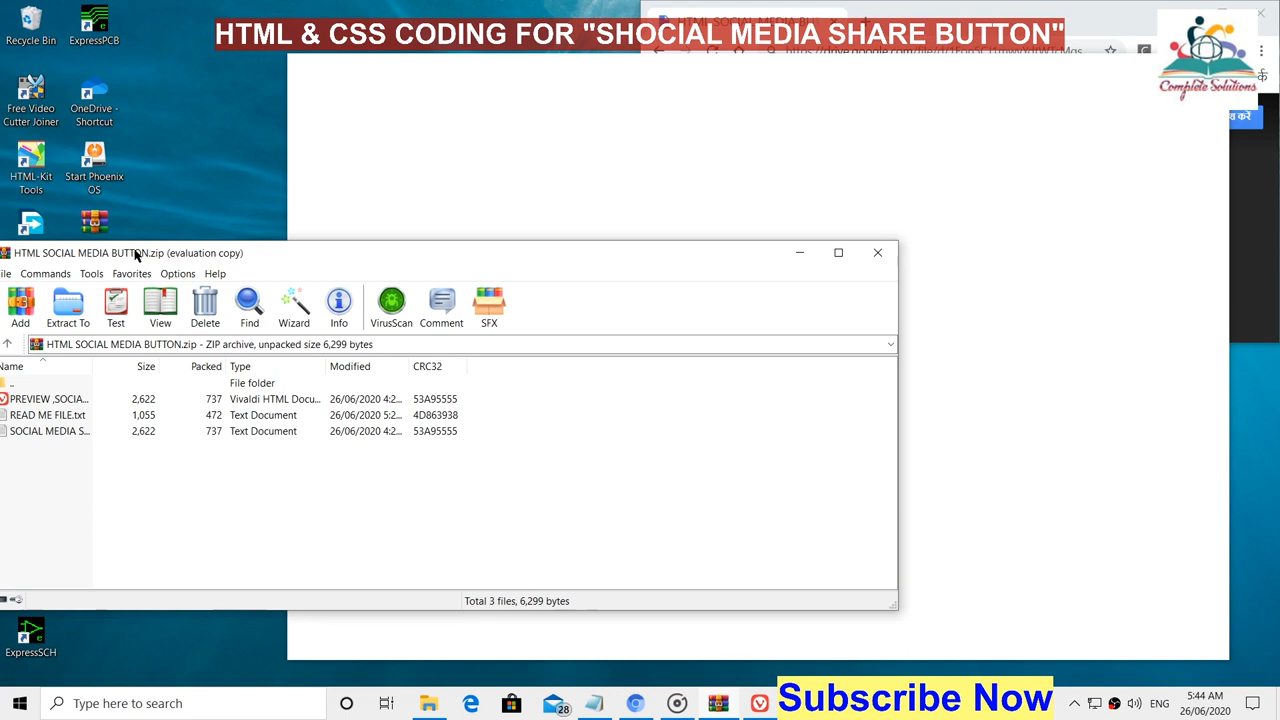 HTML & CSS CODING FOR "SHOCIAL MEDIA SHARE BUTTON"
Complete Solutions
Recycle Bin
ExpressPCB
Free Video Cutter Joiner
OneDrive - Shortcut
HTML-Kit Tools
Start Phoenix OS
HTML SOCIAL MEDIA BUTTON.zip (evaluation copy)
ile Commands Tools Favorites Options Help
Add Extract To Test View Delete Find Wizard Info VirusScan Comment SFX
HTML SOCIAL MEDIA BUTTON.zip - ZIP archive, unpacked size 6,299 bytes
Name Size Packed Type Modified CRC32
.. File folder
PREVIEW ,SOCIA... 2,622 737 Vivaldi HTML Docu... 26/06/2020 4:2... 53A95555
READ ME FILE.txt 1,055 472 Text Document 26/06/2020 5:2... 4D863938
SOCIAL MEDIA S... 2,622 737 Text Document 26/06/2020 4:2... 53A95555
Total 3 files, 6,299 bytes
ExpressSCH
Subscribe Now
Type here to search
28
ENG
5:44 AM
26/06/2020